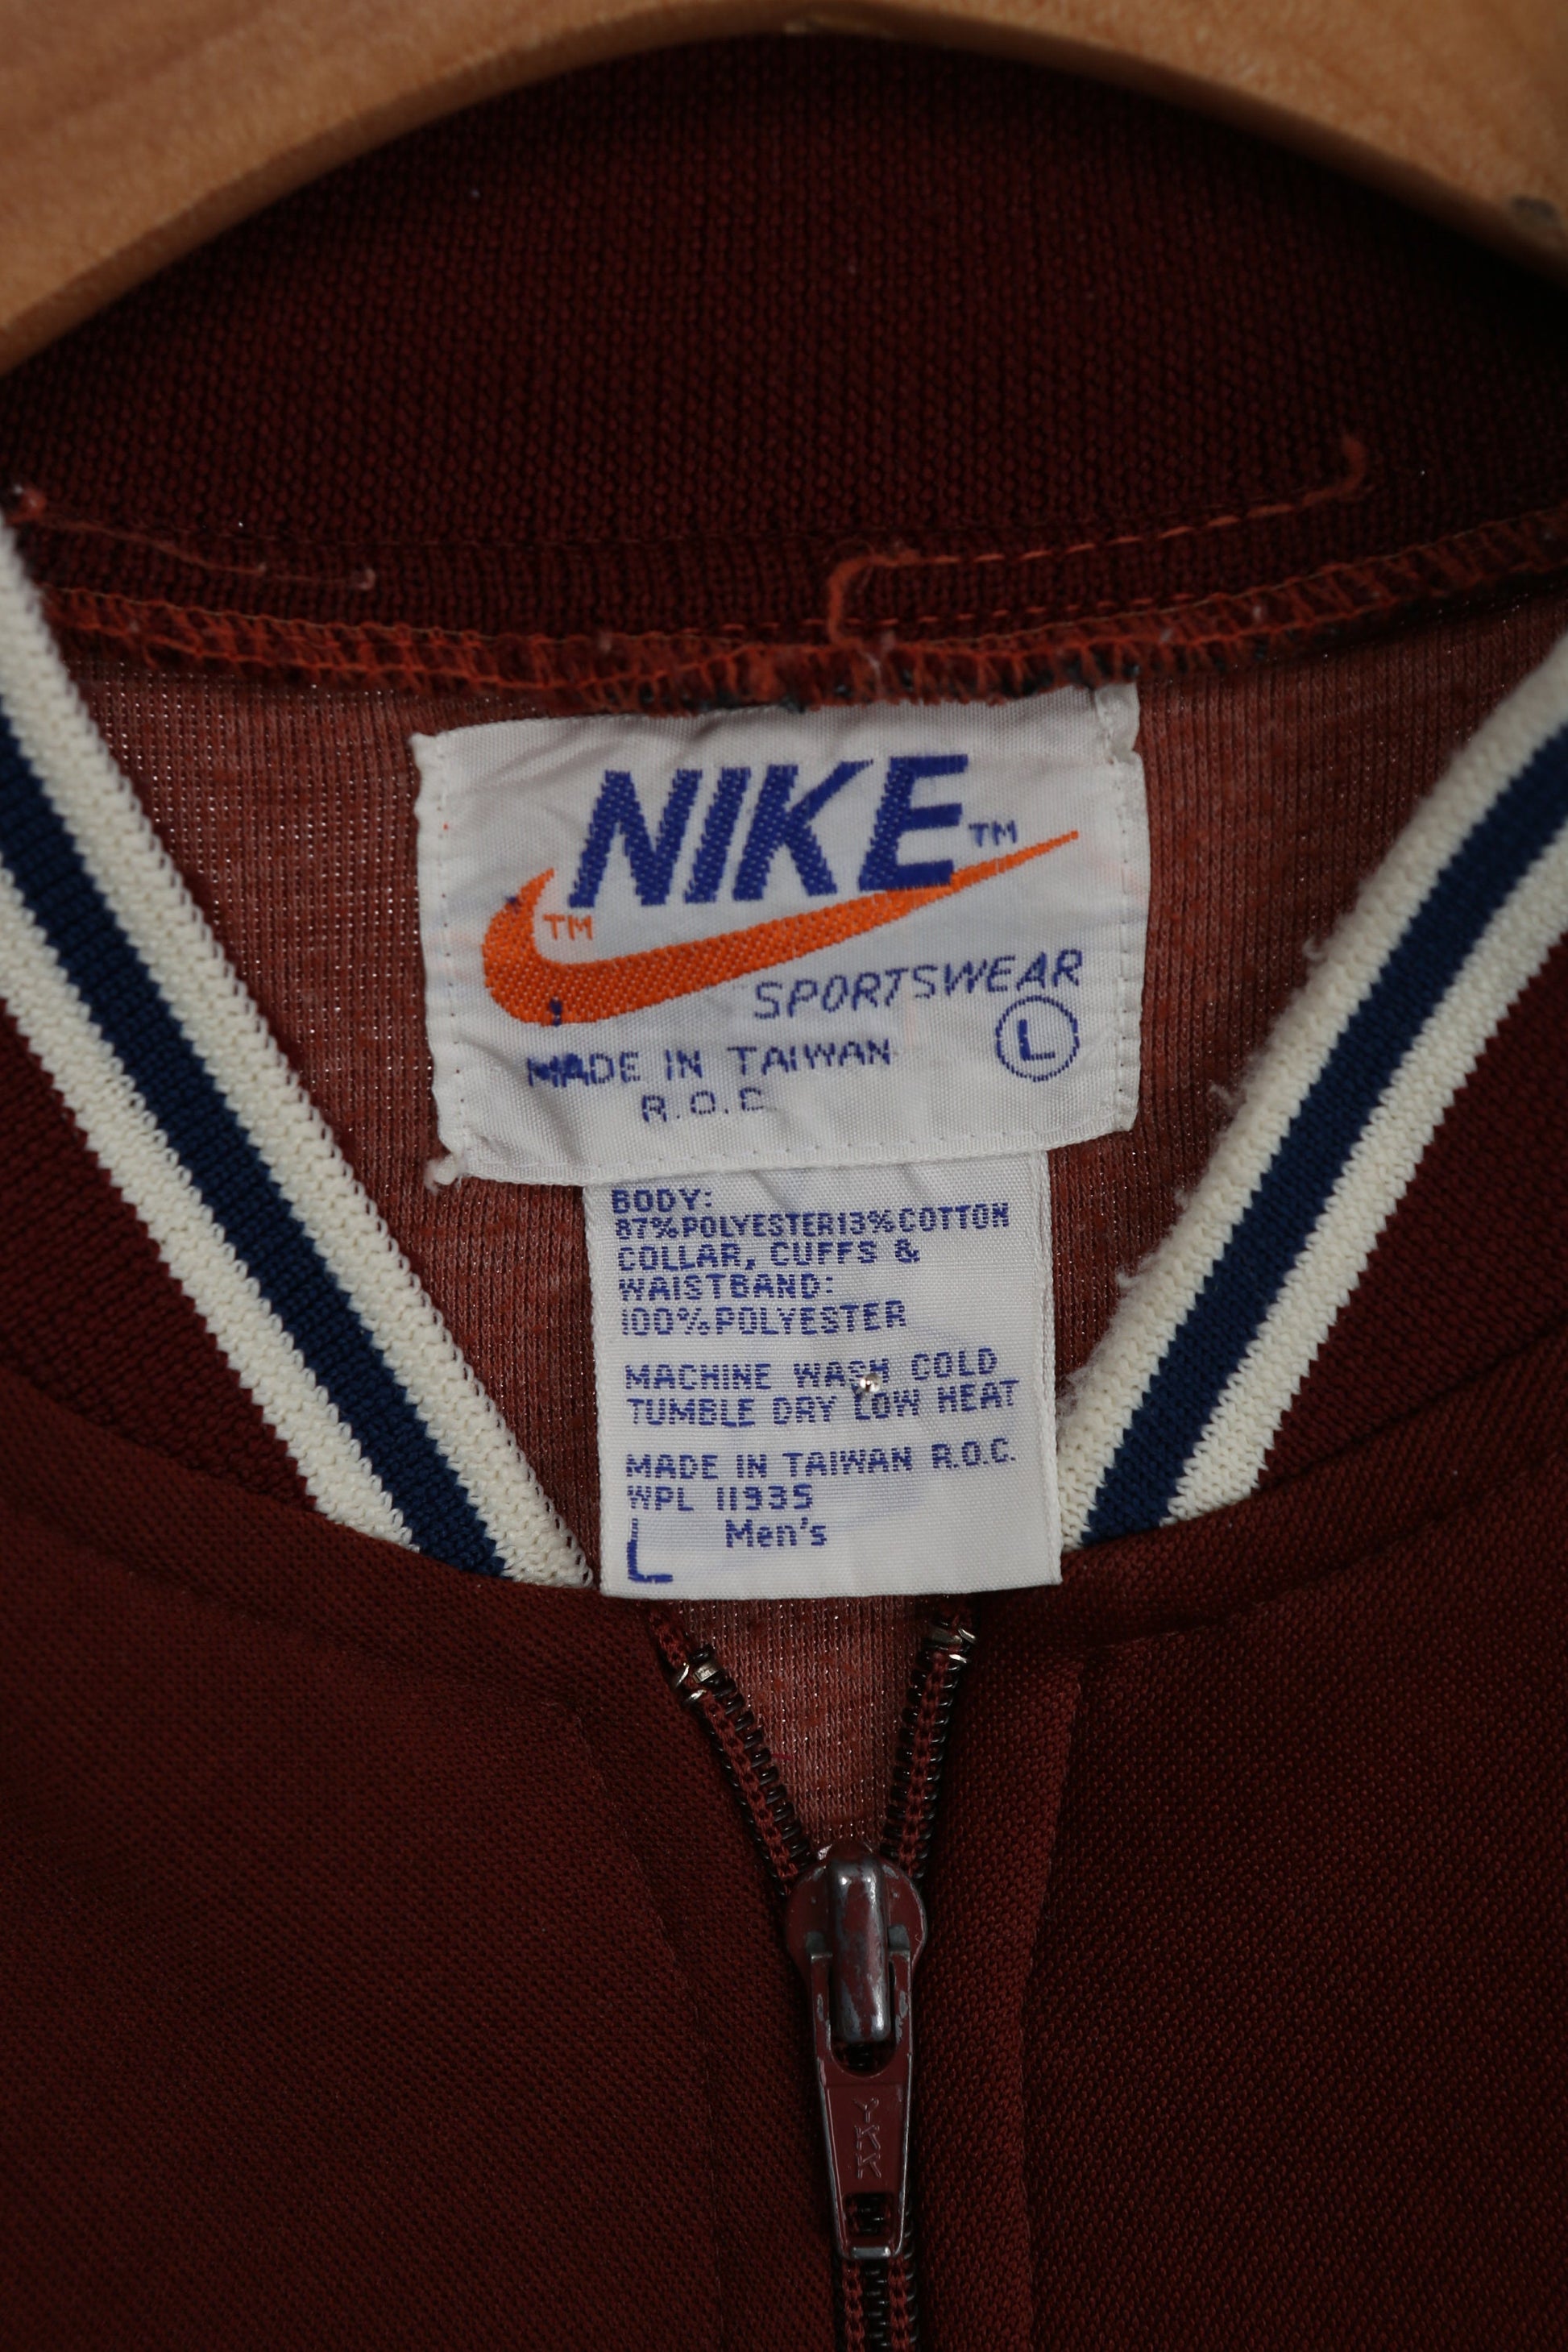 NIKE™
™
SPORTSWEAR
L
MADE IN TAIWAN
R.O.C
BODY:
87%POLYESTER13%COTTON
COLLAR, CUFFS &
WAISTBAND:
100%POLYESTER
MACHINE WASH COLD
TUMBLE DRY LOW HEAT
MADE IN TAIWAN R.O.C.
WPL 11935
L Men's
YKK